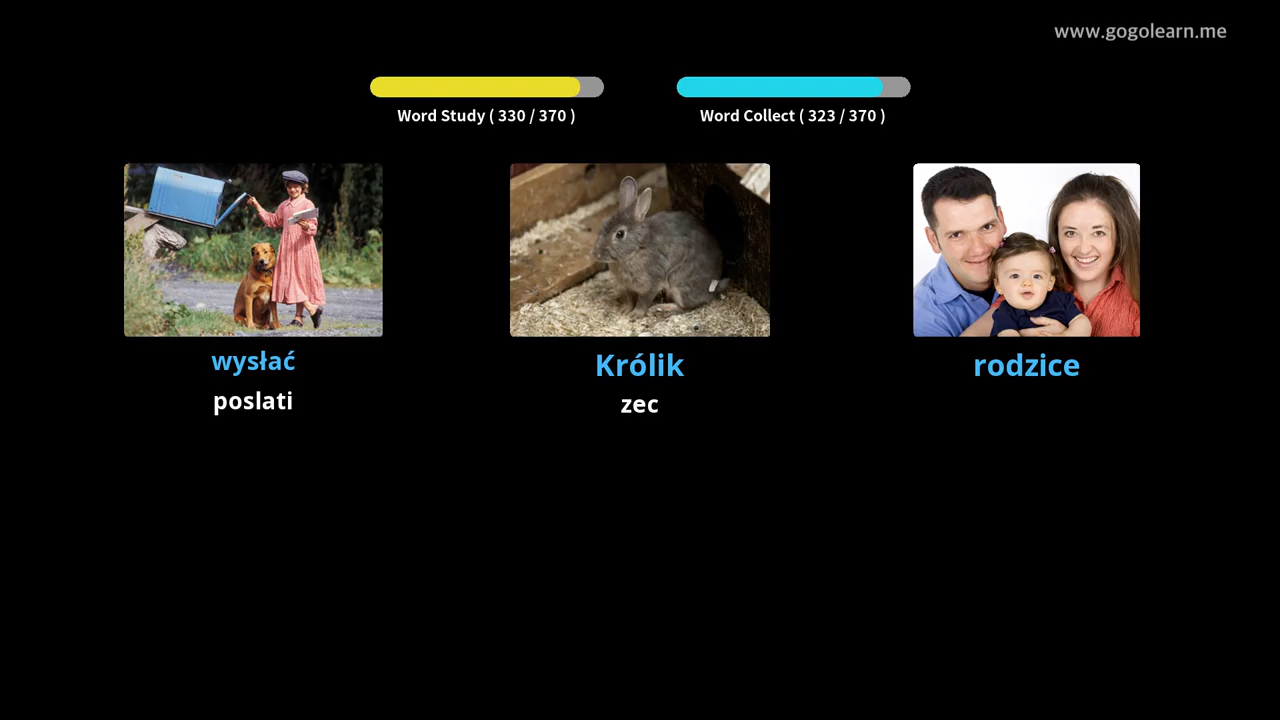 www.gogolearn.me
Word Study ( 330 / 370 )
Word Collect ( 323 / 370 )
wysłać
poslati
Królik
zec
rodzice